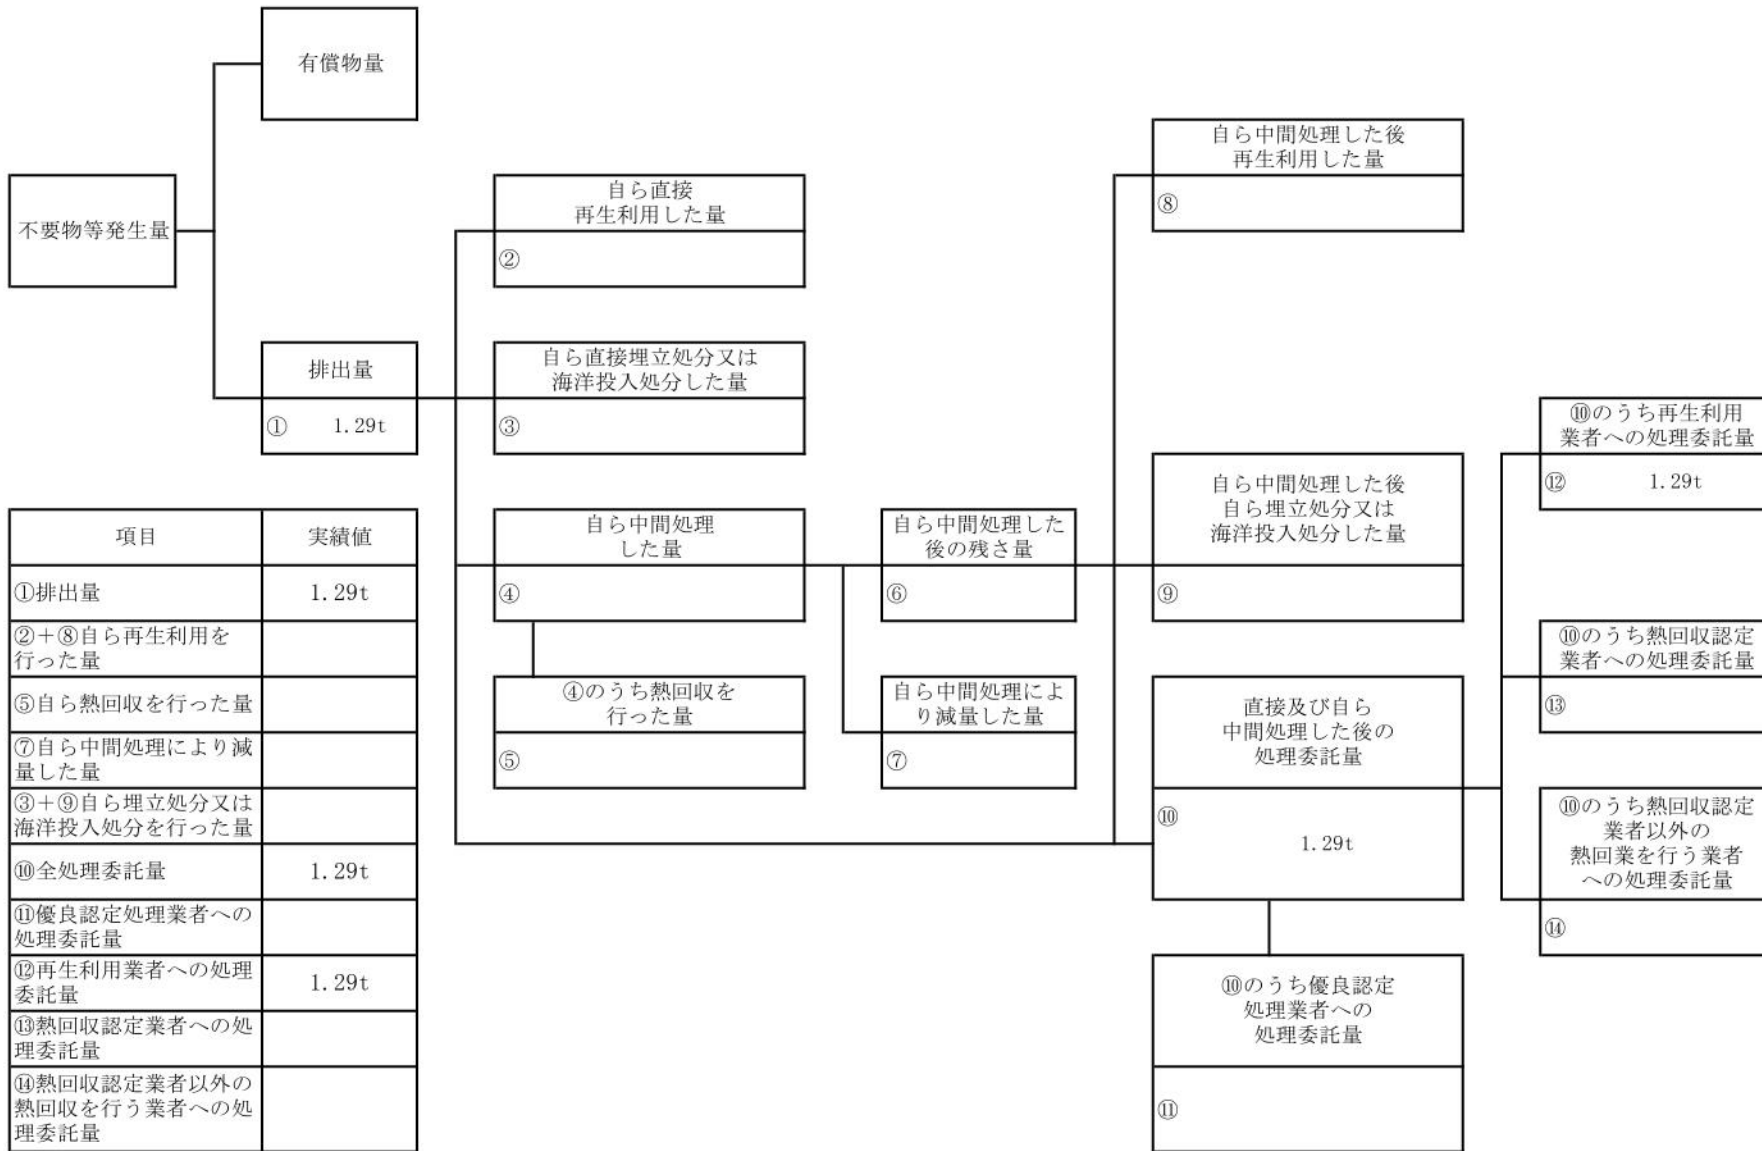 有償物量
不要物等発生量
排出量
① 1.29t
自ら直接
再生利用した量
②
自ら直接埋立処分又は
海洋投入処分した量
③
自ら中間処理
した量
④
④のうち熱回収を
行った量
⑤
自ら中間処理した
後の残さ量
⑥
自ら中間処理によ
り減量した量
⑦
自ら中間処理した後
再生利用した量
⑧
自ら中間処理した後
自ら埋立処分又は
海洋投入処分した量
⑨
直接及び自ら
中間処理した後の
処理委託量
⑩
1.29t
⑩のうち優良認定
処理業者への
処理委託量
⑪
⑩のうち再生利用
業者への処理委託量
⑫ 1.29t
⑩のうち熱回収認定
業者への処理委託量
⑬
⑩のうち熱回収認定
業者以外の
熱回業を行う業者
への処理委託量
⑭
項目 実績値
①排出量 1.29t
②+⑧自ら再生利用を
行った量
⑤自ら熱回収を行った量
⑦自ら中間処理により減
量した量
③+⑨自ら埋立処分又は
海洋投入処分を行った量
⑩全処理委託量 1.29t
⑪優良認定処理業者への
処理委託量
⑫再生利用業者への処理
委託量 1.29t
⑬熱回収認定業者への処
理委託量
⑭熱回収認定業者以外の
熱回収を行う業者への処
理委託量